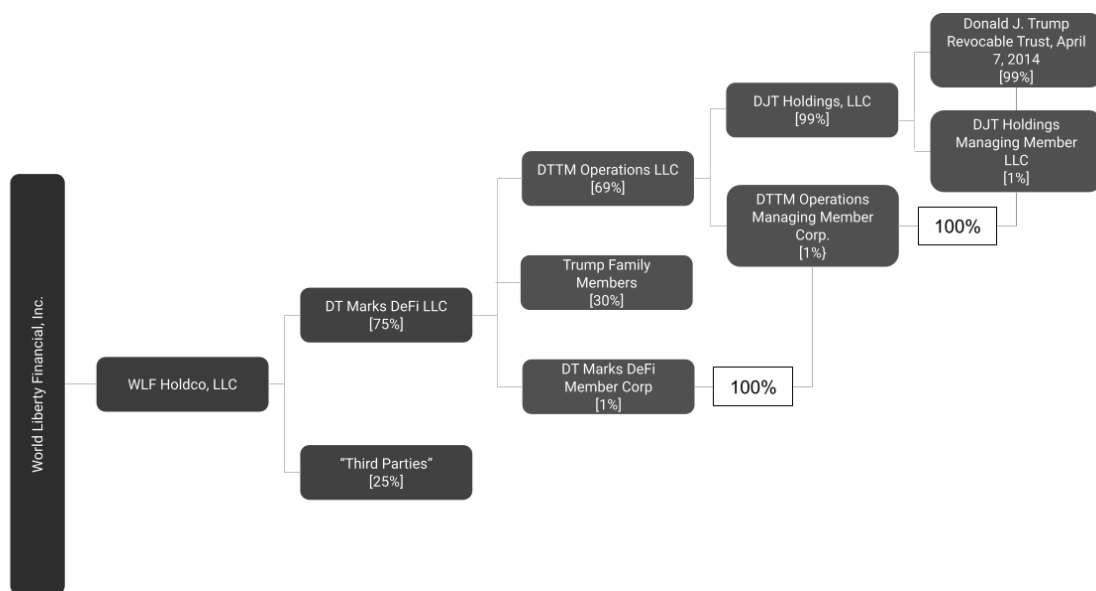 World Liberty Financial, Inc.
WLF Holdco, LLC
DT Marks DeFi LLC
[75%]
“Third Parties”
[25%]
DTTM Operations LLC
[69%]
Trump Family
Members
[30%]
DT Marks DeFi
Member Corp
[1%]
100%
DJT Holdings, LLC
[99%]
DTTM Operations
Managing Member
Corp.
[1%}
100%
Donald J. Trump
Revocable Trust, April
7, 2014
[99%]
DJT Holdings
Managing Member
LLC
[1%]